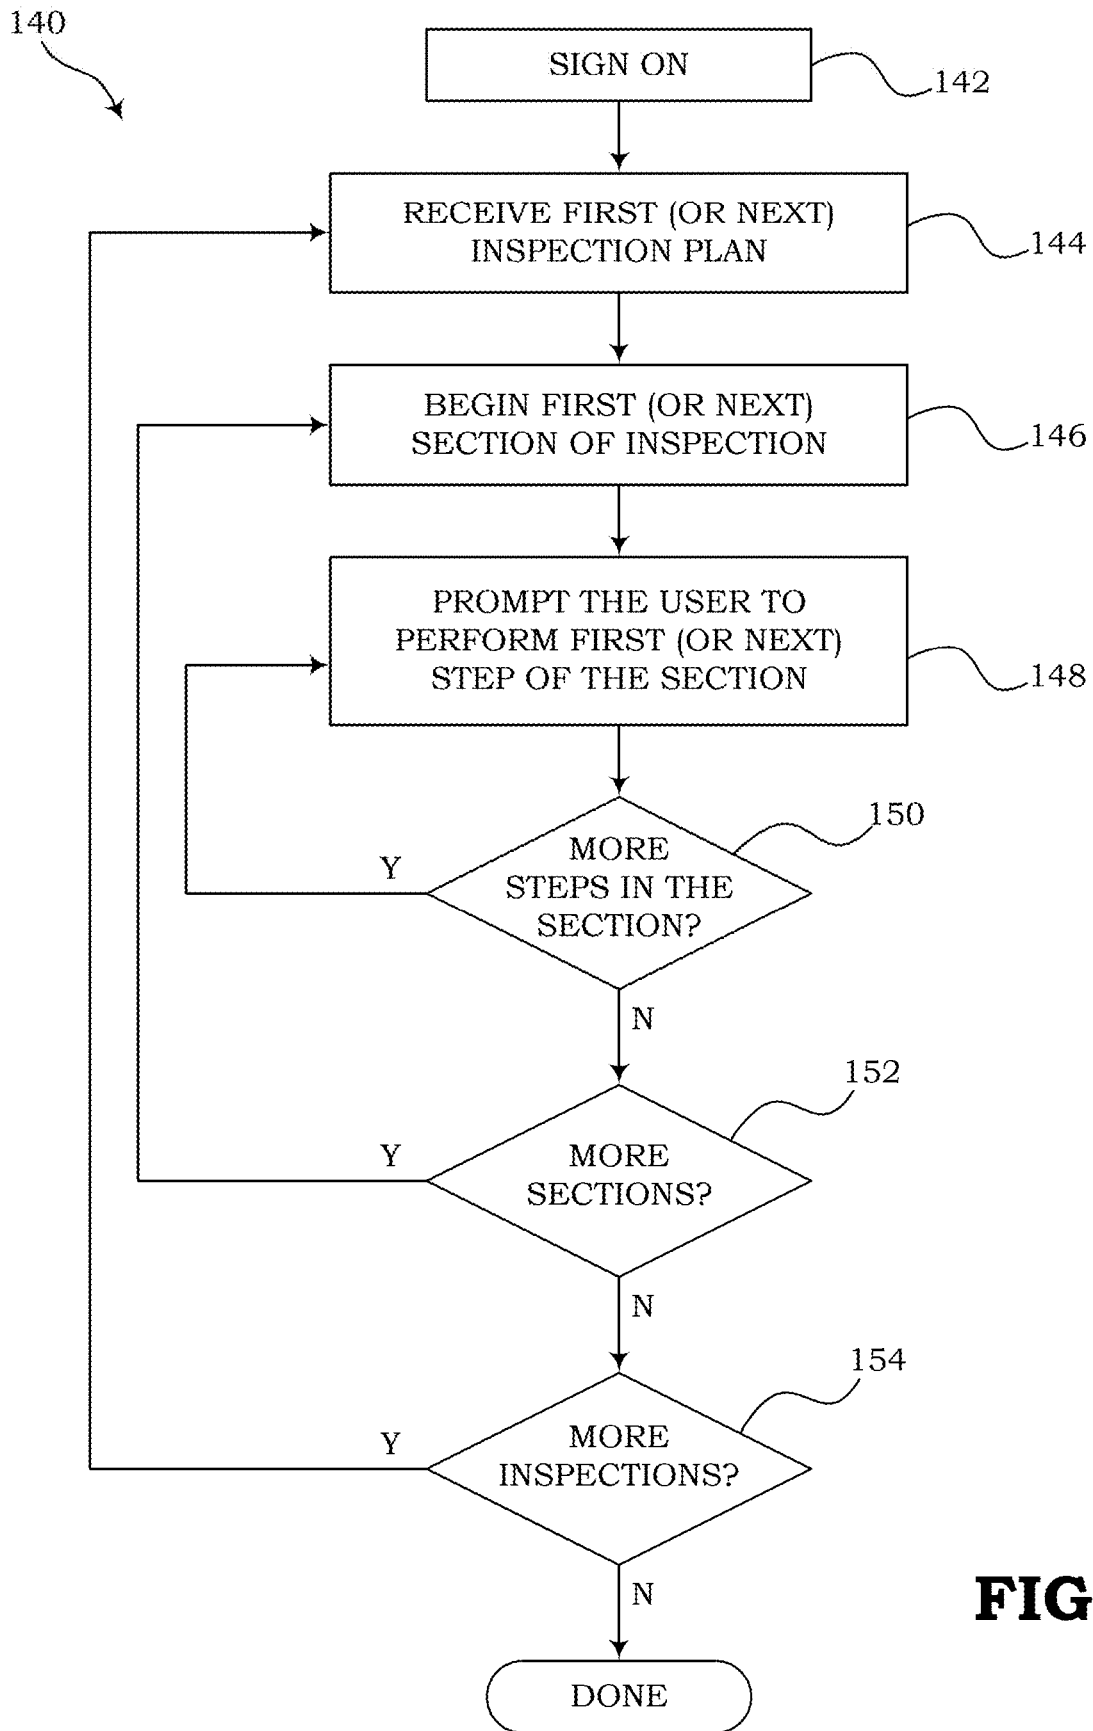 140
SIGN ON
142
RECEIVE FIRST (OR NEXT)
INSPECTION PLAN
144
BEGIN FIRST (OR NEXT)
SECTION OF INSPECTION
146
PROMPT THE USER TO
PERFORM FIRST (OR NEXT)
STEP OF THE SECTION
148
150
MORE
STEPS IN THE
SECTION?
Y
N
152
MORE
SECTIONS?
Y
N
154
MORE
INSPECTIONS?
Y
N
FIG
DONE